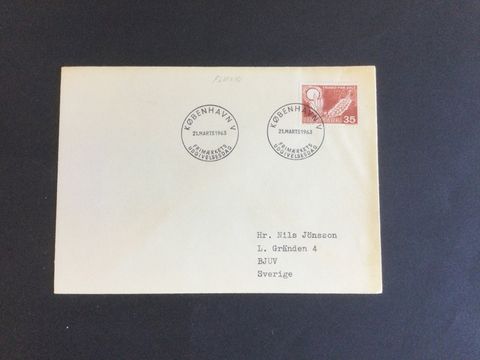 KØBENHAVN V
21.MARTS 1963
FRIMÆRKETS
UDGIVELSESDAG
KØBENHAVN V
21.MARTS 1963
FRIMÆRKETS
UDGIVELSESDAG
35
Hr. Nils Jönsson
L. Gränden 4
BJUV
Sverige